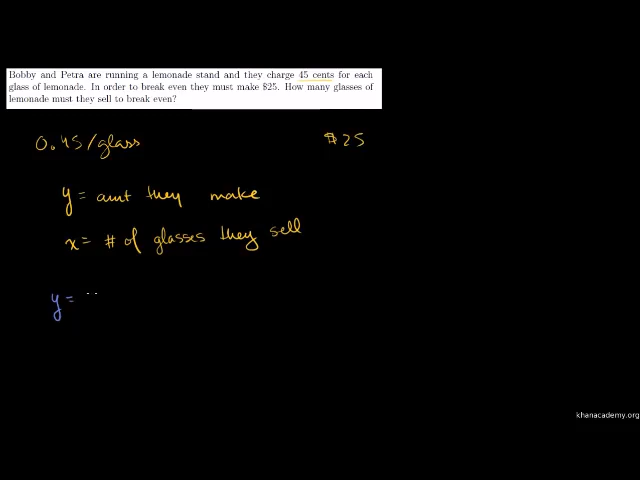 Bobby and Petra are running a lemonade stand and they charge 45 cents for each
glass of lemonade. In order to break even they must make $25. How many glasses of
lemonade must they sell to break even?
0.45/glass $25
y = amt they make
x = # of glasses they sell
y =
khanacademy.org